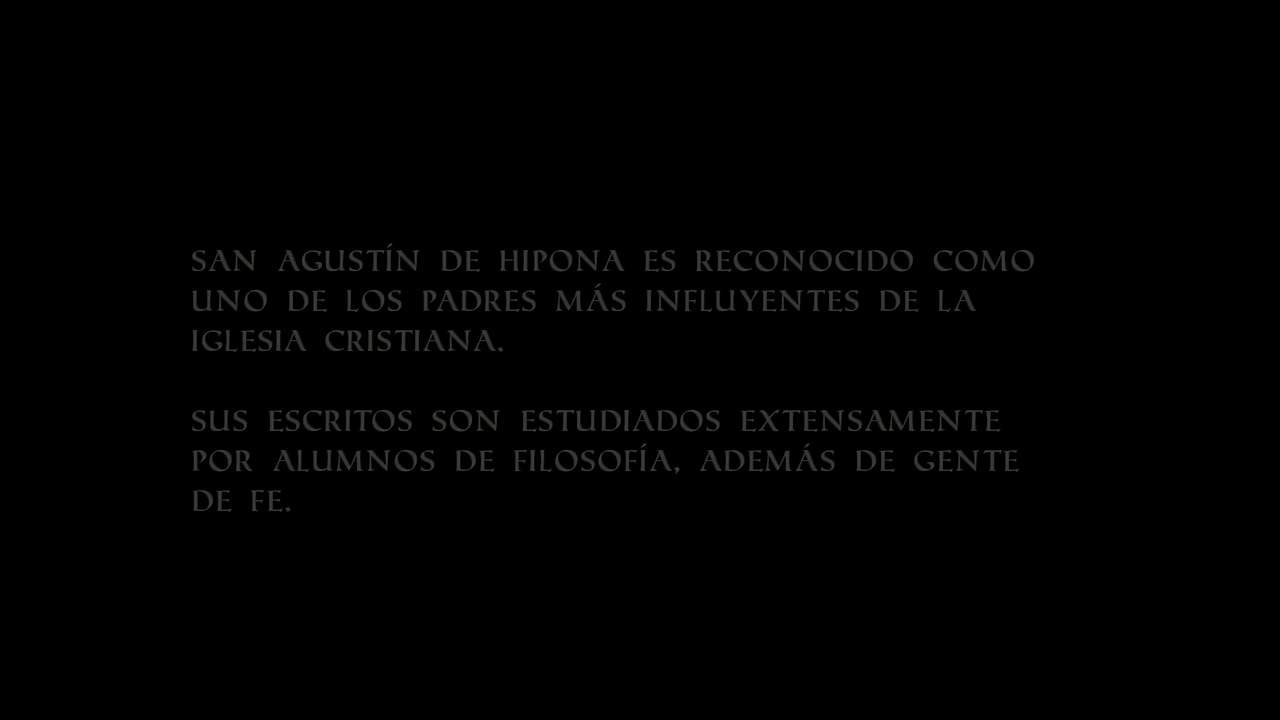 SAN AGUSTÍN DE HIPONA ES RECONOCIDO COMO
UNO DE LOS PADRES MÁS INFLUYENTES DE LA
IGLESIA CRISTIANA.
SUS ESCRITOS SON ESTUDIADOS EXTENSAMENTE
POR ALUMNOS DE FILOSOFÍA, ADEMÁS DE GENTE
DE FE.